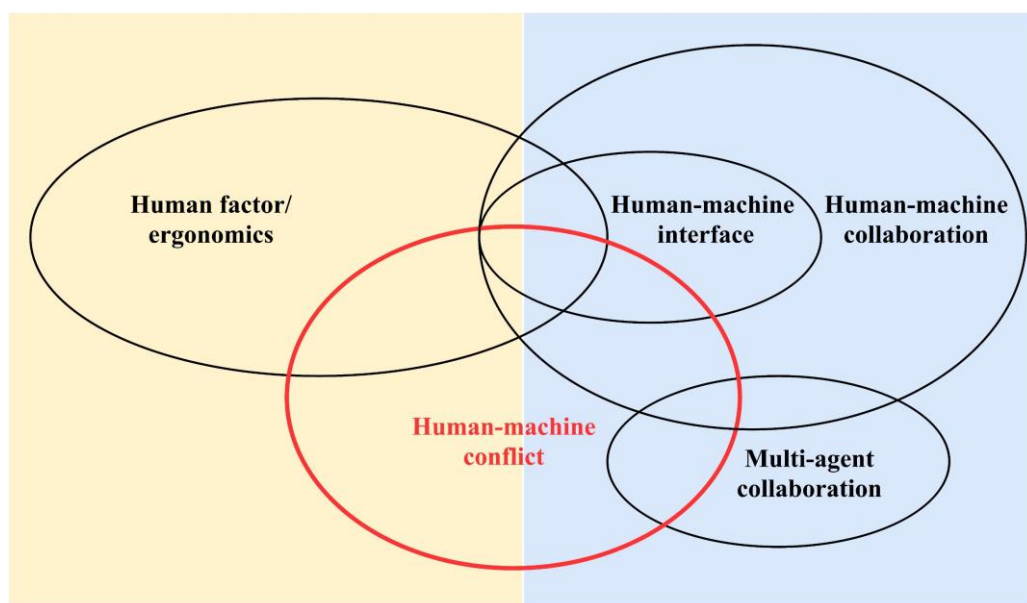 Human factor/
ergonomics
Human-machine
interface
Human-machine
collaboration
Human-machine
conflict
Multi-agent
collaboration